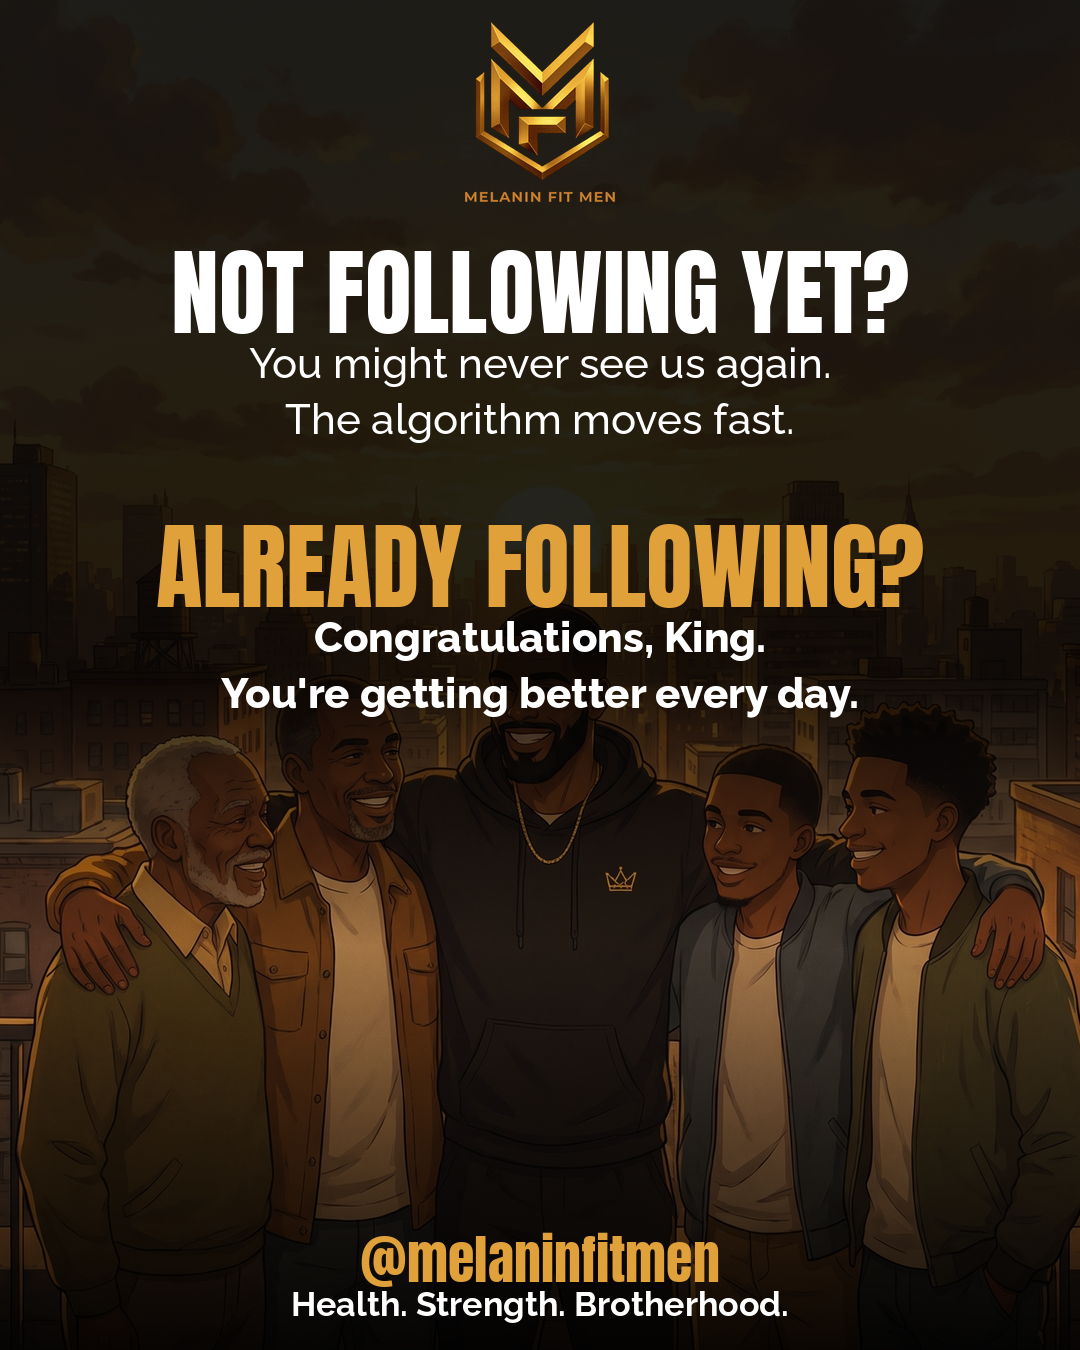 MELANIN FIT MEN
NOT FOLLOWING YET?
You might never see us again.
The algorithm moves fast.
ALREADY FOLLOWING?
Congratulations, King.
You're getting better every day.
@melaninfitmen
Health. Strength. Brotherhood.